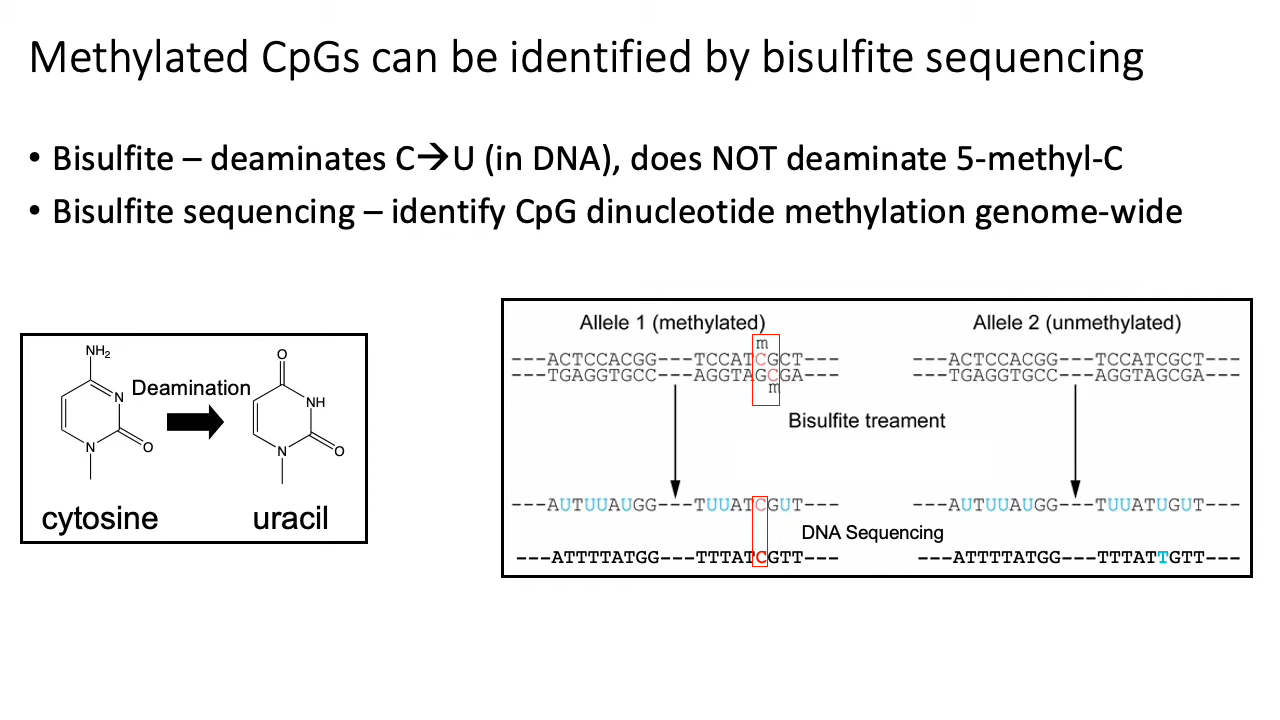 Methylated CpGs can be identified by bisulfite sequencing
• Bisulfite – deaminates C→U (in DNA), does NOT deaminate 5-methyl-C
• Bisulfite sequencing – identify CpG dinucleotide methylation genome-wide
NH2
N
N
O
cytosine
Deamination
O
NH
N
O
uracil
Allele 1 (methylated)
m
---ACTCCACGG---TCCATCGCT---
---TGAGGTGCC---AGGTAGCGA---
m
Allele 2 (unmethylated)
---ACTCCACGG---TCCATCGCT---
---TGAGGTGCC---AGGTAGCGA---
Bisulfite treament
---AUTUUAUGG---TUUATCGUT---
---AUTUUAUGG---TUUATUGUT---
DNA Sequencing
---ATTTTATGG---TTTATCGTT---
---ATTTTATGG---TTTATTGTT---